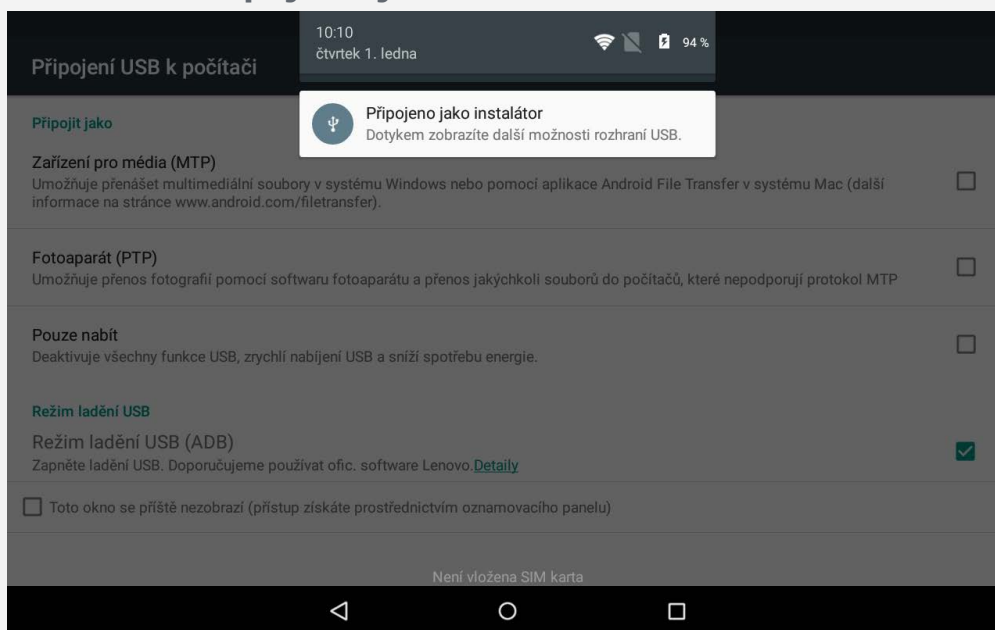 10:10
čtvrtek 1. ledna
94 %
Připojení USB k počítači
Připojeno jako instalátor
Dotykem zobrazíte další možnosti rozhraní USB.
Připojit jako
Zařízení pro média (MTP)
Umožňuje přenášet multimediální soubory v systému Windows nebo pomocí aplikace Android File Transfer v systému Mac (další
informace na stránce www.android.com/filetransfer).
Fotoaparát (PTP)
Umožňuje přenos fotografií pomocí softwaru fotoaparátu a přenos jakýchkoli souborů do počítačů, které nepodporují protokol MTP
Pouze nabít
Deaktivuje všechny funkce USB, zrychlí nabíjení USB a sníží spotřebu energie.
Režim ladění USB
Režim ladění USB (ADB)
Zapněte ladění USB. Doporučujeme používat ofic. software Lenovo.Detaily
Toto okno se příště nezobrazí (přístup získáte prostřednictvím oznamovacího panelu)
Není vložena SIM karta